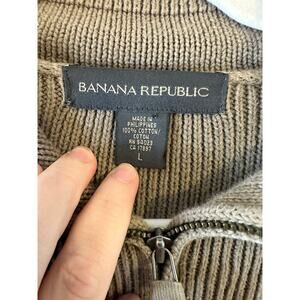 BANANA REPUBLIC
MADE IN
PHILIPPINES
100% COTTON/
COTON
RN 54023
CA 17897
L